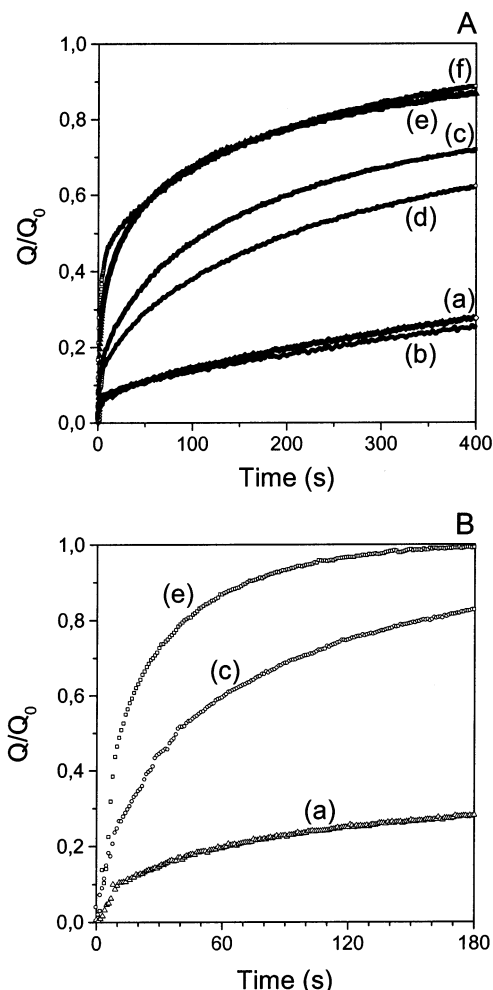 A
1,0
(f)
0,8
(e)
(c)
0,6
(d)
Q/Q0
0,4
(a)
0,2
(b)
0,0
0 100 200 300 400
Time (s)
B
1,0
(e)
0,8
(c)
0,6
Q/Q0
0,4
(a)
0,2
0,0
0 60 120 180
Time (s)